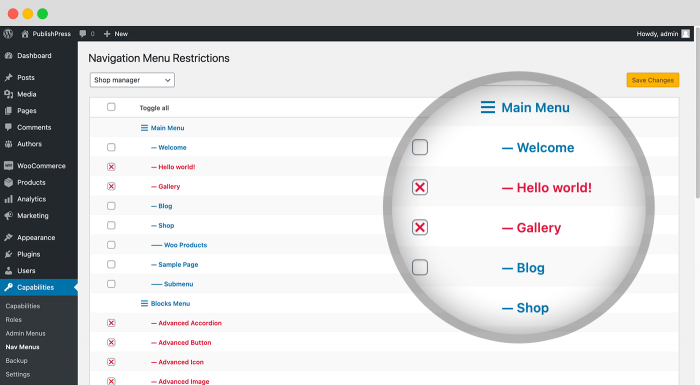 PublishPress 0 + New Howdy, admin
Dashboard
Posts
Media
Pages
Comments
Authors
WooCommerce
Products
Analytics
Marketing
Appearance
Plugins
Users
Capabilities
Capabilities
Roles
Admin Menus
Nav Menus
Backup
Settings
Navigation Menu Restrictions
Shop manager
Save Changes
Toggle all
Main Menu
— Welcome
— Hello world!
— Gallery
— Blog
— Shop
—— Woo Products
— Sample Page
—— Submenu
Blocks Menu
— Advanced Accordion
— Advanced Button
— Advanced Icon
— Advanced Image
Main Menu
— Welcome
— Hello world!
— Gallery
— Blog
— Shop